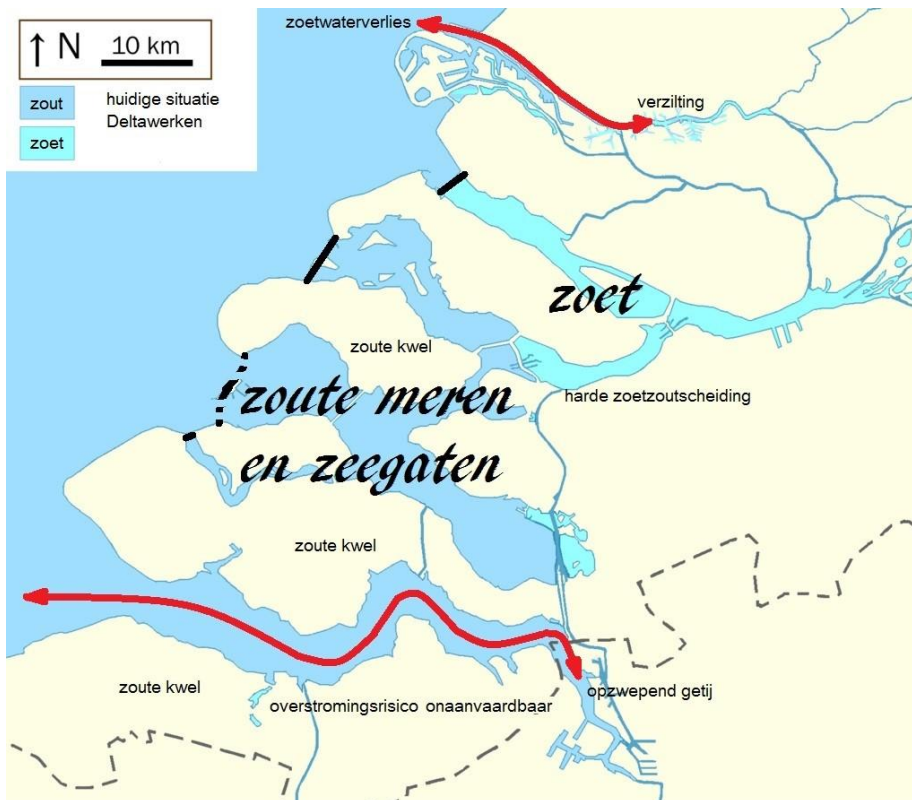 zoetwaterverlies
↑ N 10 km
zout
huidige situatie
Deltawerken
zoet
verzilting
zoet
zoute kwel
harde zoetzoutscheiding
zoute meren
en zeegaten
zoute kwel
zoute kwel
opzwepend getij
overstromingsrisico onaanvaardbaar